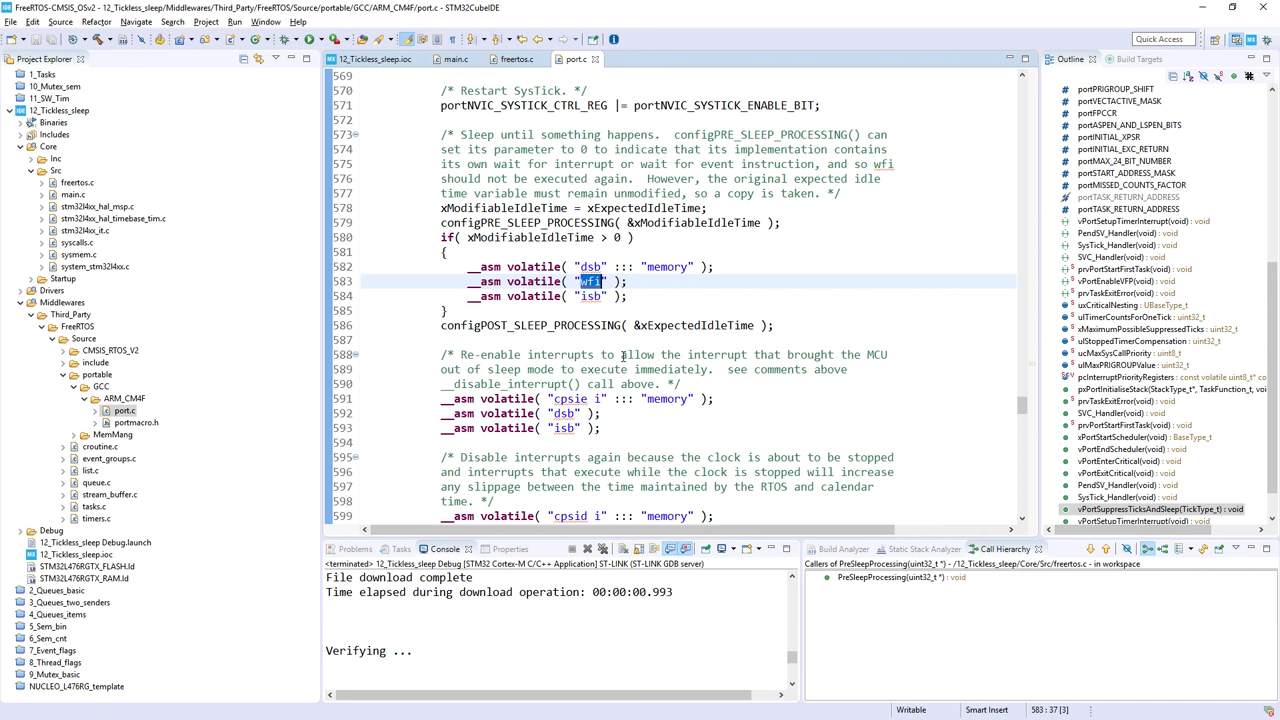 FreeRTOS-CMSIS_OSv2 - 12_Tickless_sleep/Middlewares/Third_Party/FreeRTOS/Source/portable/GCC/ARM_CM4F/port.c - STM32CubeIDE
File Edit Source Refactor Navigate Search Project Run Window Help
Quick Access
Project Explorer
1_Tasks
10_Mutex_sem
11_SW_Tim
12_Tickless_sleep
Binaries
Includes
Core
Inc
Src
freertos.c
main.c
stm32l4xx_hal_msp.c
stm32l4xx_hal_timebase_tim.c
stm32l4xx_it.c
syscalls.c
sysmem.c
system_stm32l4xx.c
Startup
Drivers
Middlewares
Third_Party
FreeRTOS
Source
CMSIS_RTOS_V2
include
portable
GCC
ARM_CM4F
port.c
portmacro.h
MemMang
croutine.c
event_groups.c
list.c
queue.c
stream_buffer.c
tasks.c
timers.c
Debug
12_Tickless_sleep Debug.launch
12_Tickless_sleep.ioc
STM32L476RGTX_FLASH.ld
STM32L476RGTX_RAM.ld
2_Queues_basic
3_Queues_two_senders
4_Queues_items
5_Sem_bin
6_Sem_cnt
7_Event_flags
8_Thread_flags
9_Mutex_basic
NUCLEO_L476RG_template
12_Tickless_sleep.ioc main.c freertos.c port.c
569
570 /* Restart SysTick. */
571 portNVIC_SYSTICK_CTRL_REG |= portNVIC_SYSTICK_ENABLE_BIT;
572
573 /* Sleep until something happens. configPRE_SLEEP_PROCESSING() can
574 set its parameter to 0 to indicate that its implementation contains
575 its own wait for interrupt or wait for event instruction, and so wfi
576 should not be executed again. However, the original expected idle
577 time variable must remain unmodified, so a copy is taken. */
578 xModifiableIdleTime = xExpectedIdleTime;
579 configPRE_SLEEP_PROCESSING( &xModifiableIdleTime );
580 if( xModifiableIdleTime > 0 )
581 {
582 __asm volatile( "dsb" ::: "memory" );
583 __asm volatile( "wfi" );
584 __asm volatile( "isb" );
585 }
586 configPOST_SLEEP_PROCESSING( &xExpectedIdleTime );
587
588 /* Re-enable interrupts to allow the interrupt that brought the MCU
589 out of sleep mode to execute immediately. see comments above
590 __disable_interrupt() call above. */
591 __asm volatile( "cpsie i" ::: "memory" );
592 __asm volatile( "dsb" );
593 __asm volatile( "isb" );
594
595 /* Disable interrupts again because the clock is about to be stopped
596 and interrupts that execute while the clock is stopped will increase
597 any slippage between the time maintained by the RTOS and calendar
598 time. */
599 __asm volatile( "cpsid i" ::: "memory" );
Outline Build Targets
portPRIGROUP_SHIFT
portVECTACTIVE_MASK
portFPCCR
portASPEN_AND_LSPEN_BITS
portINITIAL_XPSR
portINITIAL_EXC_RETURN
portMAX_24_BIT_NUMBER
portSTART_ADDRESS_MASK
portMISSED_COUNTS_FACTOR
portTASK_RETURN_ADDRESS
portTASK_RETURN_ADDRESS
vPortSetupTimerInterrupt(void)
PendSV_Handler(void)
SysTick_Handler(void)
SVC_Handler(void)
prvPortStartFirstTask(void)
vPortEnableVFP(void)
prvTaskExitError(void)
uxCriticalNesting : UBaseType_t
ulTimerCountsForOneTick : uint32_t
xMaximumPossibleSuppressedTicks :
ulStoppedTimerCompensation : uint32_t
ucMaxSysCallPriority : uint8_t
ulMaxPRIGROUPValue : uint32_t
pcInterruptPriorityRegisters : const volatile uint8_t*
pxPortInitialiseStack(StackType_t*, TaskFunction_t,
prvTaskExitError(void) : void
SVC_Handler(void) : void
prvPortStartFirstTask(void) : void
xPortStartScheduler(void) : BaseType_t
vPortEndScheduler(void) : void
vPortEnterCritical(void) : void
vPortExitCritical(void) : void
PendSV_Handler(void) : void
SysTick_Handler(void) : void
vPortSuppressTicksAndSleep(TickType_t) : void
vPortSetupTimerInterrupt(void) : void
Problems Tasks Console Properties
<terminated> 12_Tickless_sleep Debug [STM32 Cortex-M C/C++ Application] ST-LINK (ST-LINK GDB server)
File download complete
Time elapsed during download operation: 00:00:00.993
Verifying ...
Build Analyzer Static Stack Analyzer Call Hierarchy
Callers of PreSleepProcessing(uint32_t *) - /12_Tickless_sleep/Core/Src/freertos.c - in workspace
PreSleepProcessing(uint32_t *) : void
Writable Smart Insert 583 : 37 [3]